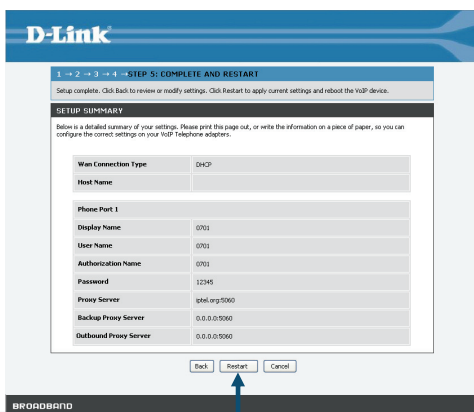 D-Link
1 → 2 → 3 → 4 →STEP 5: COMPLETE AND RESTART
Setup complete. Click Back to review or modify settings. Click Restart to apply current settings and reboot the VoIP device.
SETUP SUMMARY
Below is a detailed summary of your settings. Please print this page out, or write the information on a piece of paper, so you can
configure the correct settings on your VoIP Telephone adapters.
Wan Connection Type DHCP
Host Name
Phone Port 1
Display Name 0701
User Name 0701
Authorization Name 0701
Password 12345
Proxy Server iptel.org:5060
Backup Proxy Server 0.0.0.0:5060
Outbound Proxy Server 0.0.0.0:5060
Back Restart Cancel
BROADBAND